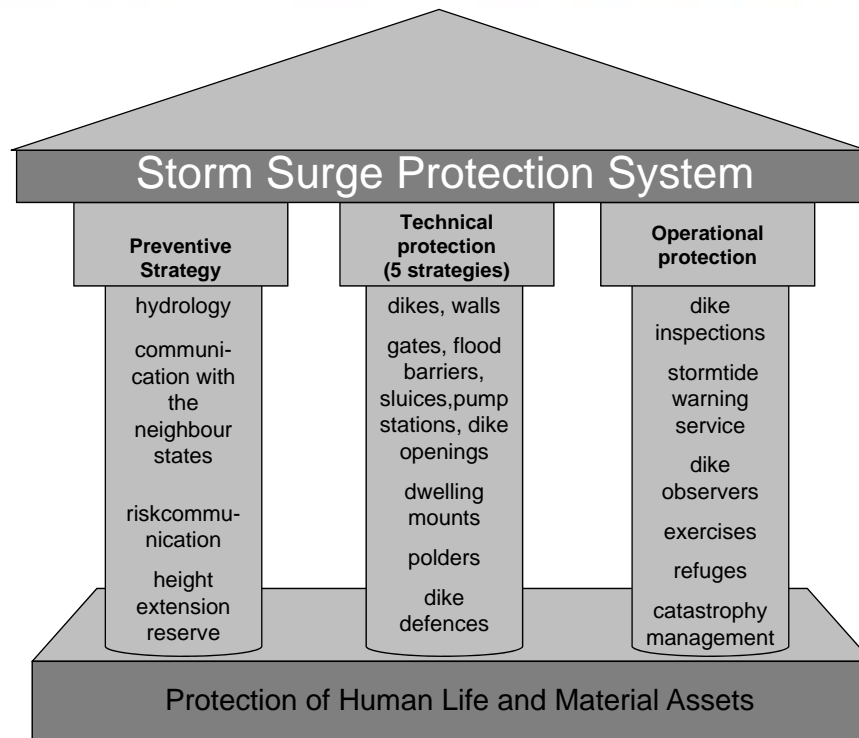 Storm Surge Protection System
Preventive
Strategy
hydrology
communi-
cation with
the
neighbour
states
riskcommu-
nication
height
extension
reserve
Technical
protection
(5 strategies)
dikes, walls
gates, flood
barriers,
sluices,pump
stations, dike
openings
dwelling
mounts
polders
dike
defences
Operational
protection
dike
inspections
stormtide
warning
service
dike
observers
exercises
refuges
catastrophy
management
Protection of Human Life and Material Assets